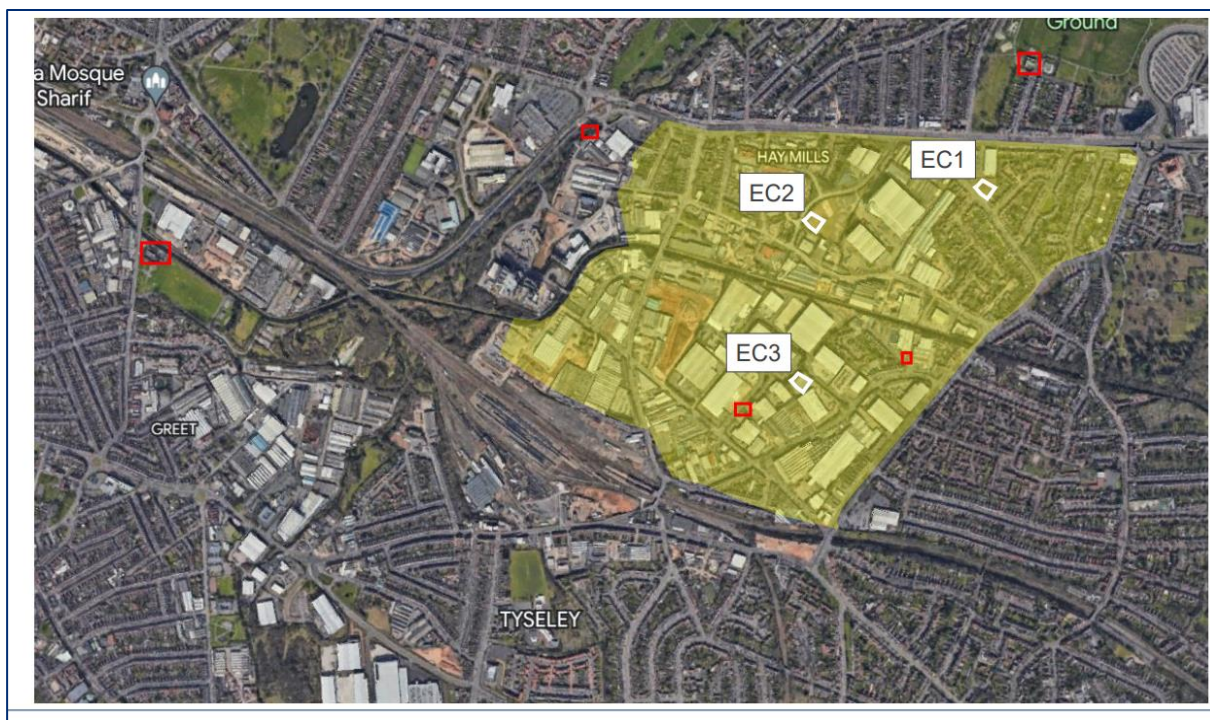 Ground
a Mosque
Sharif
HAY MILLS
EC1
EC2
EC3
GREET
TYSELEY